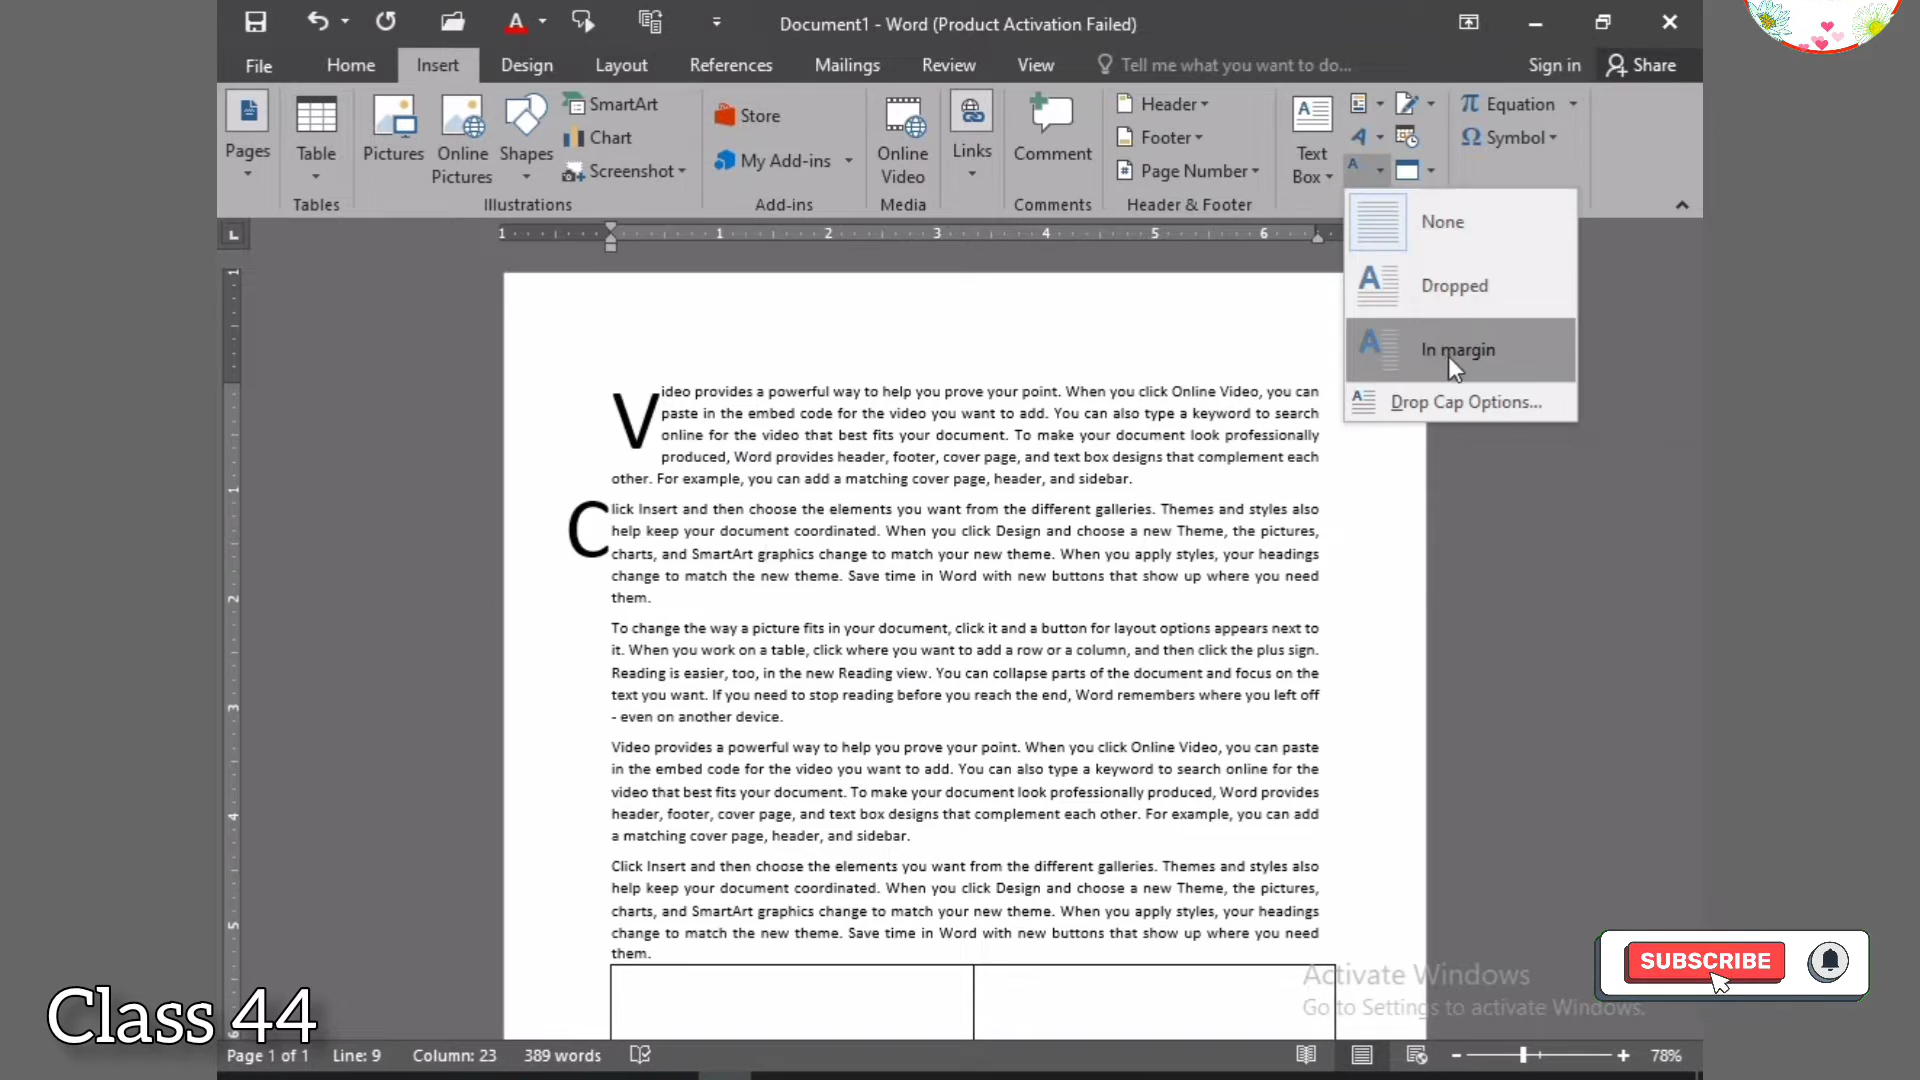 Document1 - Word (Product Activation Failed)
File Home Insert Design Layout References Mailings Review View Tell me what you want to do... Sign in Share
Pages
Table
Tables
Pictures
Online Pictures
Shapes
SmartArt
Chart
Screenshot
Illustrations
Store
My Add-ins
Add-ins
Online Video
Media
Links
Comment
Comments
Header
Footer
Page Number
Header & Footer
Text Box
Equation
Symbol
None
Dropped
In margin
Drop Cap Options...
1 1 2 3 4 5 6
Video provides a powerful way to help you prove your point. When you click Online Video, you can
paste in the embed code for the video you want to add. You can also type a keyword to search
online for the video that best fits your document. To make your document look professionally
produced, Word provides header, footer, cover page, and text box designs that complement each
other. For example, you can add a matching cover page, header, and sidebar.
Click Insert and then choose the elements you want from the different galleries. Themes and styles also
help keep your document coordinated. When you click Design and choose a new Theme, the pictures,
charts, and SmartArt graphics change to match your new theme. When you apply styles, your headings
change to match the new theme. Save time in Word with new buttons that show up where you need
them.
To change the way a picture fits in your document, click it and a button for layout options appears next to
it. When you work on a table, click where you want to add a row or a column, and then click the plus sign.
Reading is easier, too, in the new Reading view. You can collapse parts of the document and focus on the
text you want. If you need to stop reading before you reach the end, Word remembers where you left off
- even on another device.
Video provides a powerful way to help you prove your point. When you click Online Video, you can paste
in the embed code for the video you want to add. You can also type a keyword to search online for the
video that best fits your document. To make your document look professionally produced, Word provides
header, footer, cover page, and text box designs that complement each other. For example, you can add
a matching cover page, header, and sidebar.
Click Insert and then choose the elements you want from the different galleries. Themes and styles also
help keep your document coordinated. When you click Design and choose a new Theme, the pictures,
charts, and SmartArt graphics change to match your new theme. When you apply styles, your headings
change to match the new theme. Save time in Word with new buttons that show up where you need
them.
Activate Windows
Go to Settings to activate Windows.
SUBSCRIBE
Class 44
Page 1 of 1 Line: 9 Column: 23 389 words 78%